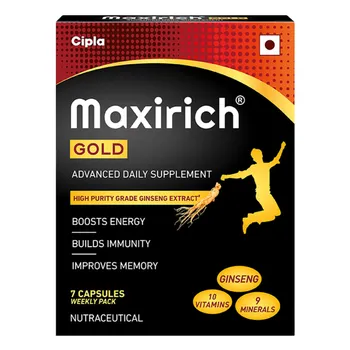 Cipla
Maxirich®
GOLD
ADVANCED DAILY SUPPLEMENT
HIGH PURITY GRADE GINSENG EXTRACT*
BOOSTS ENERGY
BUILDS IMMUNITY
IMPROVES MEMORY
7 CAPSULES
WEEKLY PACK
NUTRACEUTICAL
GINSENG
10
VITAMINS
9
MINERALS